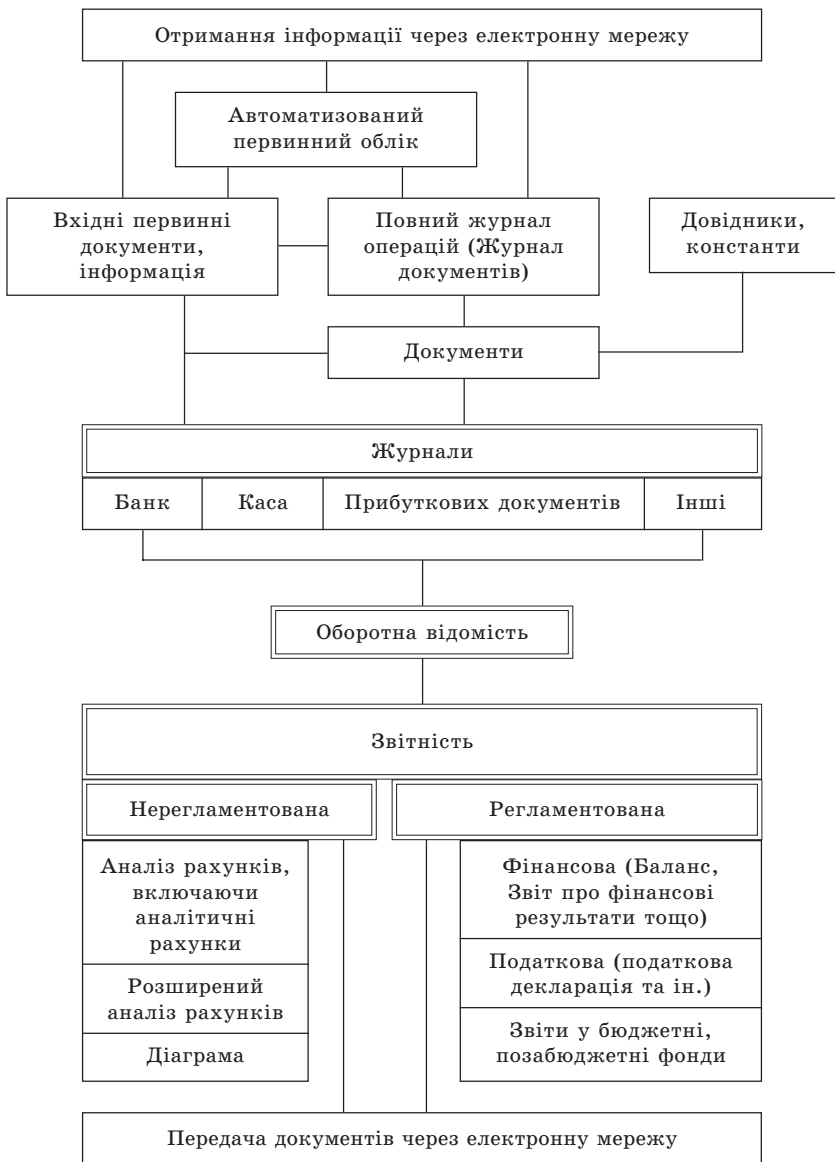 Отримання інформації через електронну мережу
Автоматизований
первинний облік
Вхідні первинні
документи,
інформація
Повний журнал
операцій (Журнал
документів)
Довідники,
константи
Документи
Журнали
Банк
Каса
Прибуткових документів
Інші
Оборотна відомість
Звітність
Нерегламентована
Регламентована
Аналіз рахунків,
включаючи
аналітичні
рахунки
Розширений
аналіз рахунків
Діаграма
Фінансова (Баланс,
Звіт про фінансові
результати тощо)
Податкова (податкова
декларація та ін.)
Звіти у бюджетні,
позабюджетні фонди
Передача документів через електронну мережу